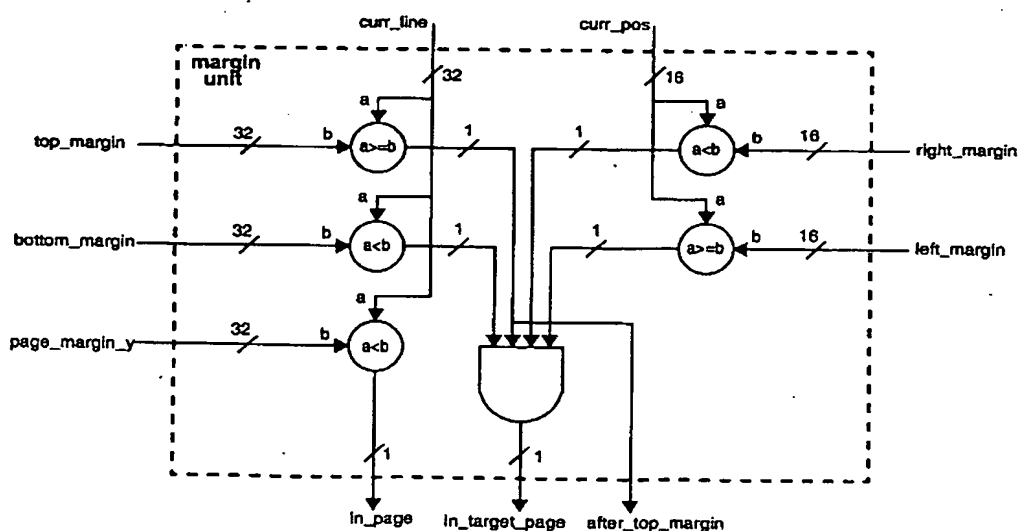 curr_line
curr_pos
margin
unit
32
16
a
a
top_margin
32
b
a>=b
1
1
a<b
b
16
right_margin
a
a
bottom_margin
32
b
a<b
1
1
a>=b
b
16
left_margin
a
page_margin_y
32
b
a<b
1
1
in_page
in_target_page
after_top_margin